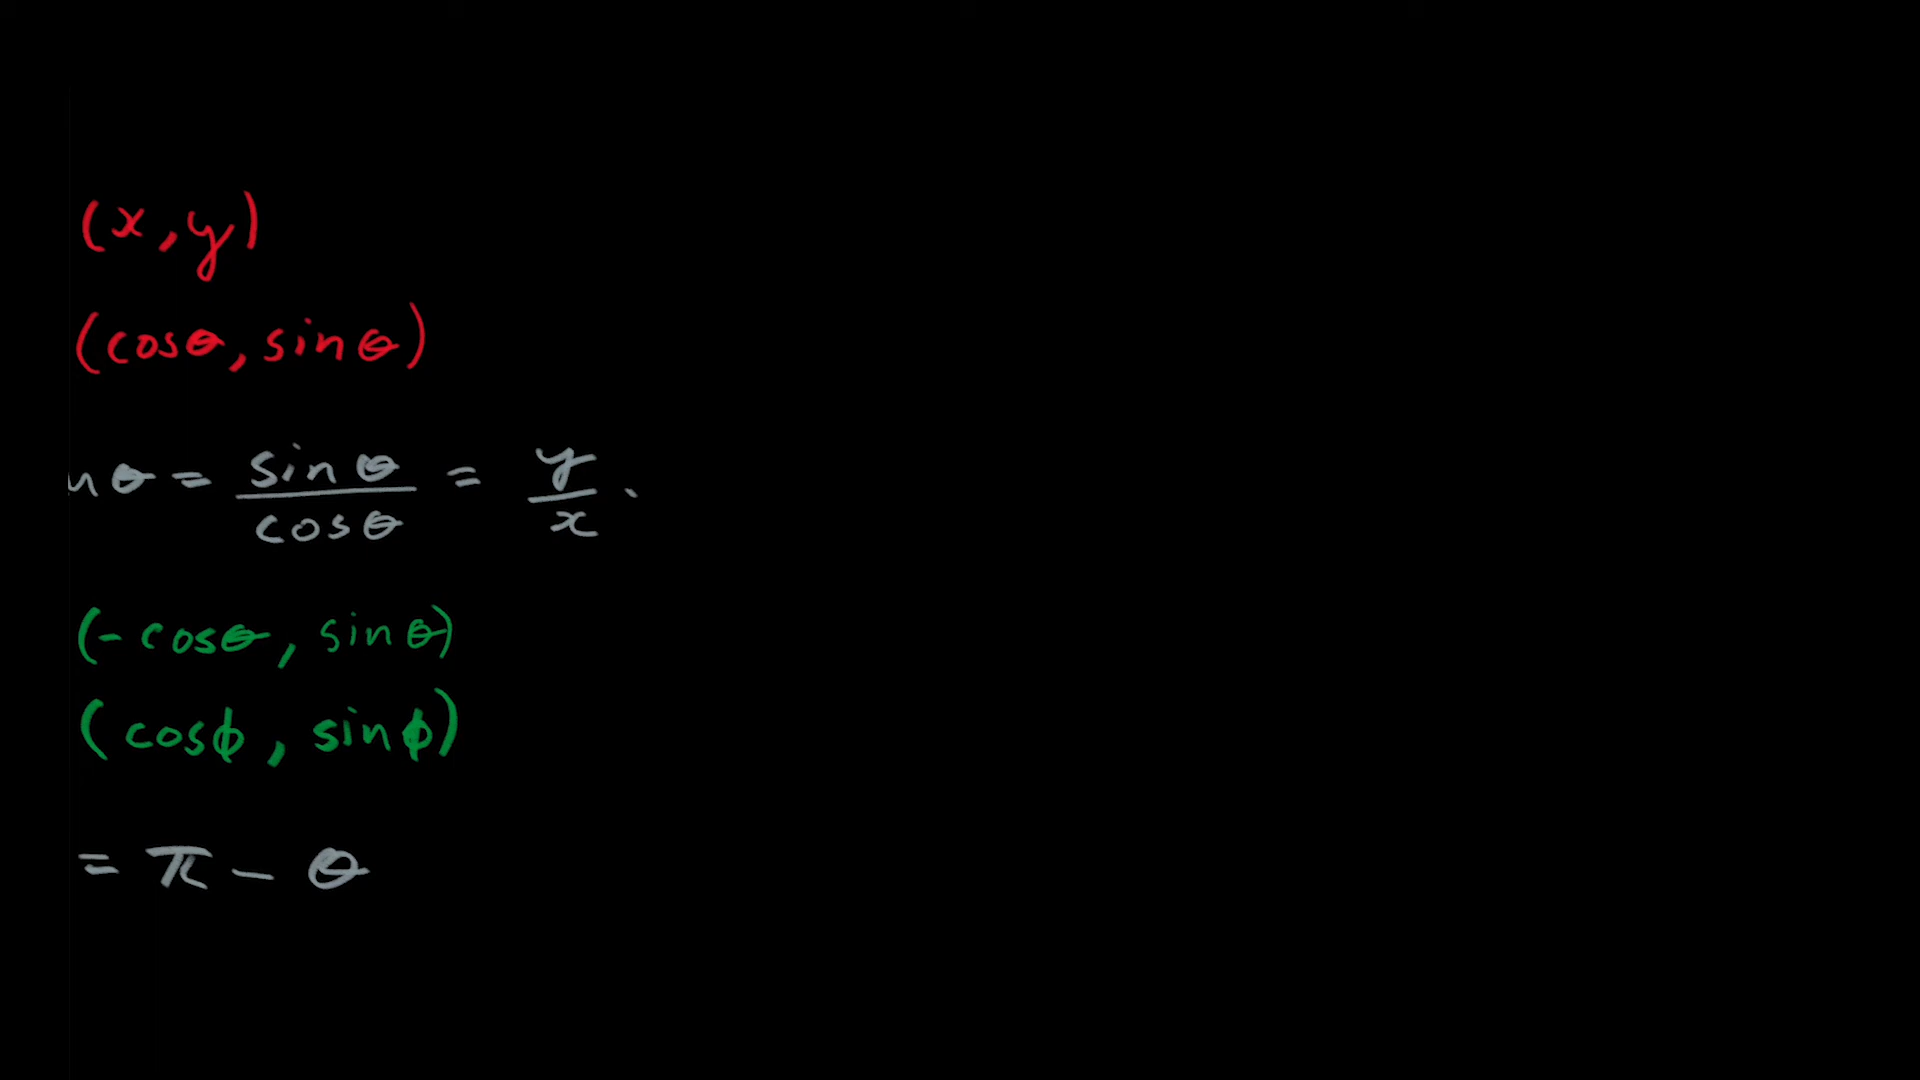 (x, y)
(cosθ, sinθ)
n θ = sinθ/cosθ = y/x .
(- cosθ, sinθ)
(cosϕ, sinϕ)
= π - θ